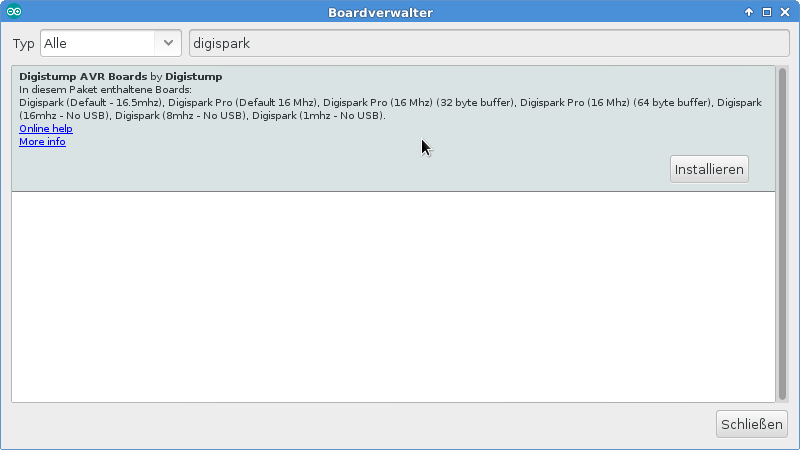 Boardverwalter
Typ Alle digispark
Digistump AVR Boards by Digistump
In diesem Paket enthaltene Boards:
Digispark (Default - 16.5mhz), Digispark Pro (Default 16 Mhz), Digispark Pro (16 Mhz) (32 byte buffer), Digispark Pro (16 Mhz) (64 byte buffer), Digispark
(16mhz - No USB), Digispark (8mhz - No USB), Digispark (1mhz - No USB).
Online help
More info
Installieren
Schließen